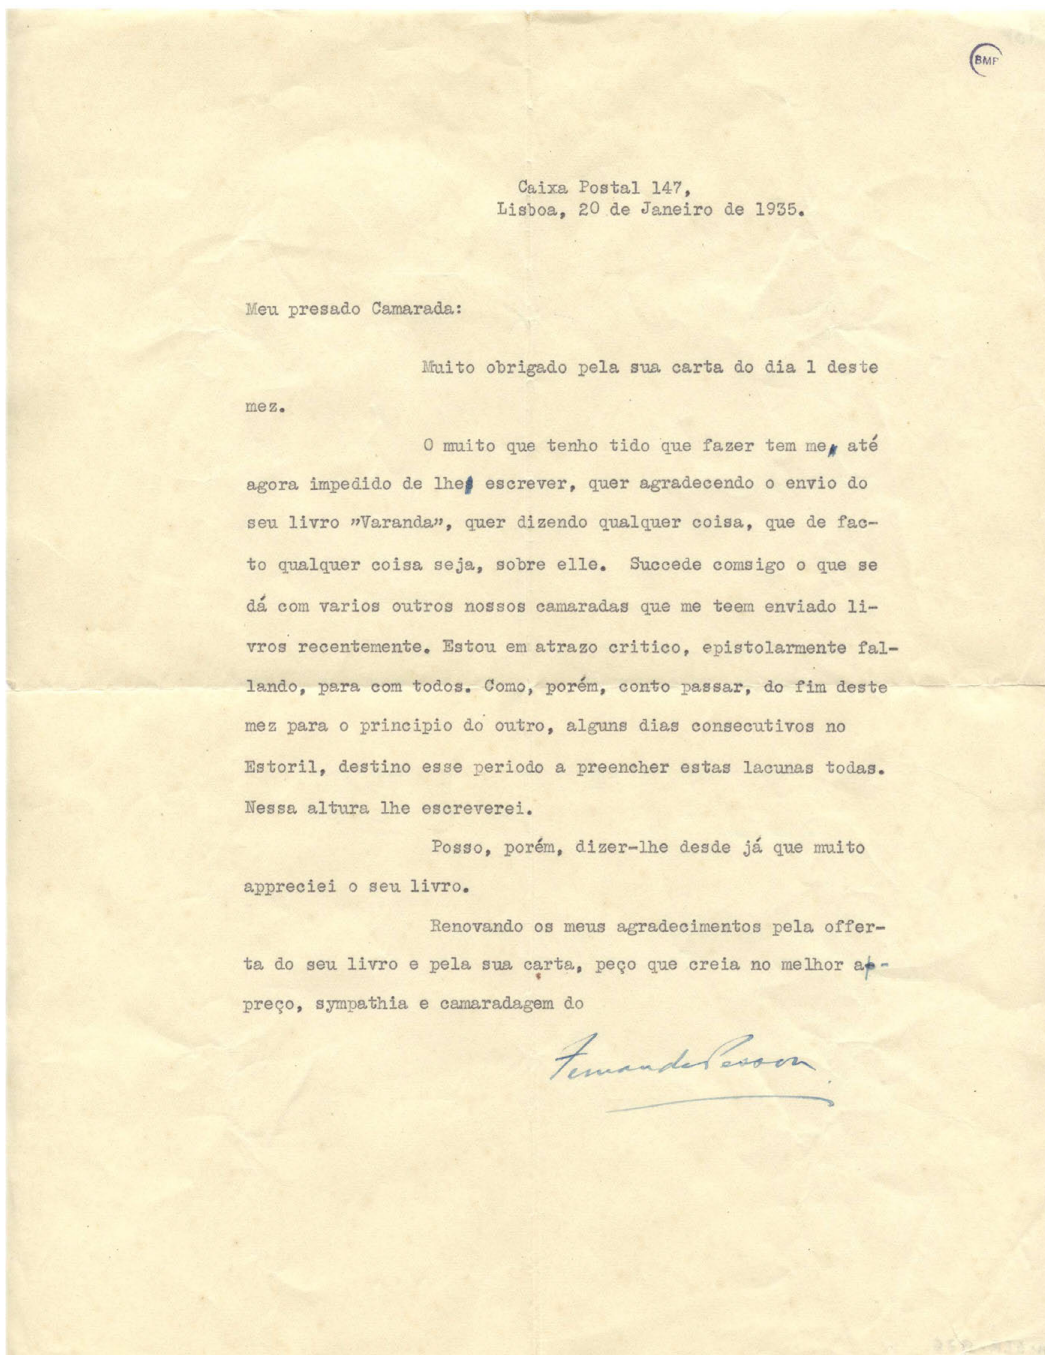 BMF
Caixa Postal 147,
Lisboa, 20 de Janeiro de 1935.
Meu presado Camarada:
Muito obrigado pela sua carta do dia 1 deste
mez.
O muito que tenho tido que fazer tem me, até
agora impedido de lhe escrever, quer agradecendo o envio do
seu livro "Varanda", quer dizendo qualquer coisa, que de fac-
to qualquer coisa seja, sobre elle. Succede comsigo o que se
dá com varios outros nossos camaradas que me teem enviado li-
vros recentemente. Estou em atrazo critico, epistolarmente fal-
lando, para com todos. Como, porém, conto passar, do fim deste
mez para o principio do outro, alguns dias consecutivos no
Estoril, destino esse periodo a preencher estas lacunas todas.
Nessa altura lhe escreverei.
Posso, porém, dizer-lhe desde já que muito
appreciei o seu livro.
Renovando os meus agradecimentos pela offer-
ta do seu livro e pela sua carta, peço que creia no melhor a-
preço, sympathia e camaradagem do
Fernando Pessoa